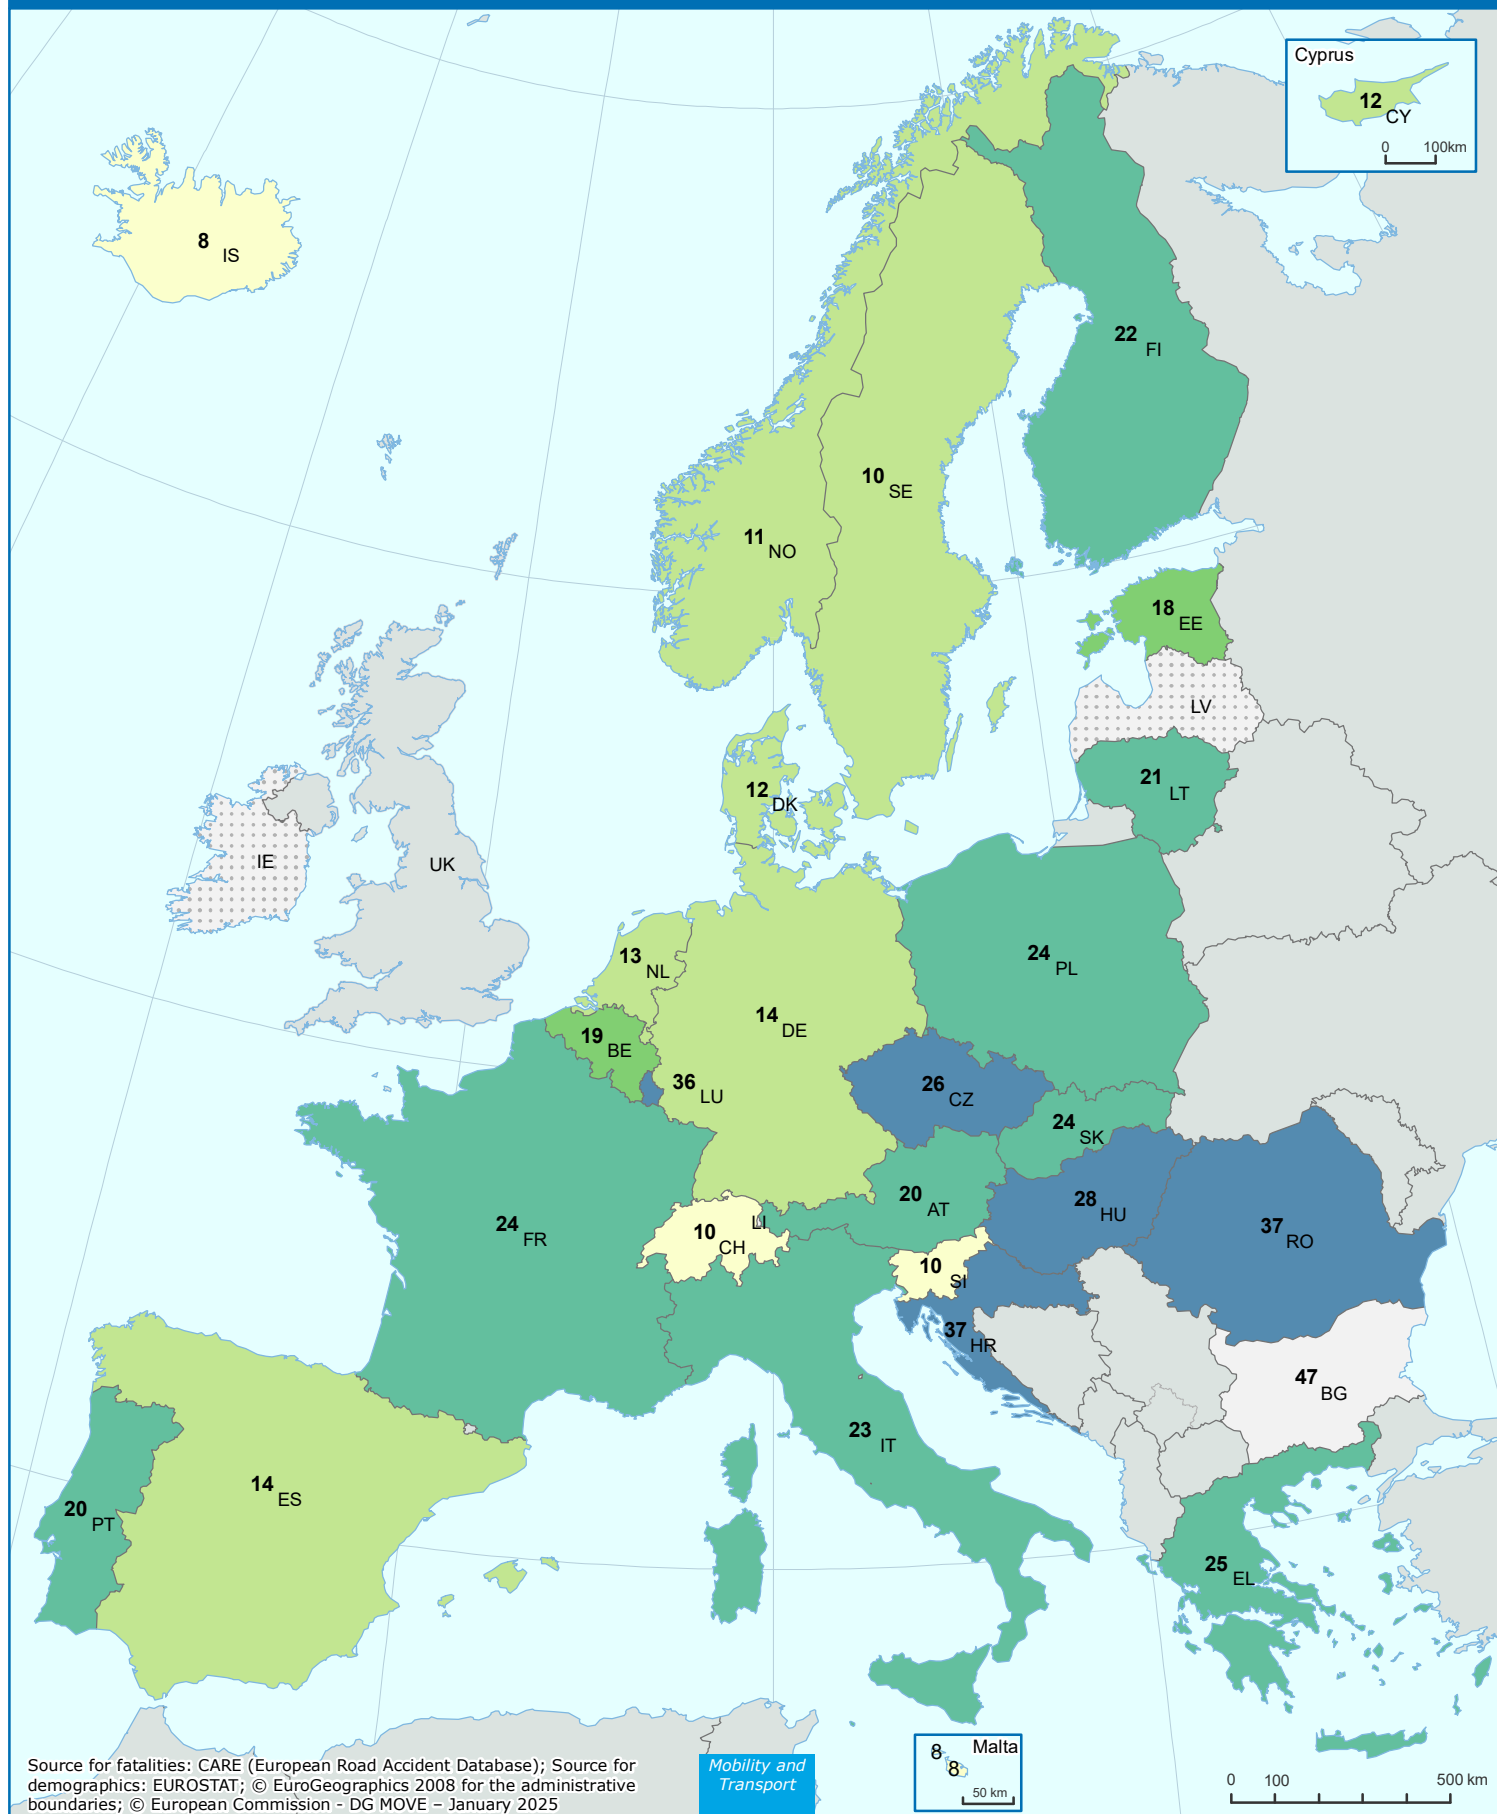 Cyprus
12
CY
0 100km
8
IS
22
FI
10
SE
11
NO
18
EE
LV
21
LT
12
DK
IE
UK
13
NL
24
PL
14
DE
19
BE
36
LU
26
CZ
24
SK
20
AT
28
HU
37
RO
24
FR
LI
10
CH
10
SI
37
HR
47
BG
23
IT
14
ES
20
PT
25
EL
Malta
8
8
50 km
Source for fatalities: CARE (European Road Accident Database); Source for
demographics: EUROSTAT; © EuroGeographics 2008 for the administrative
boundaries; © European Commission - DG MOVE – January 2025
Mobility and
Transport
0 100 500 km